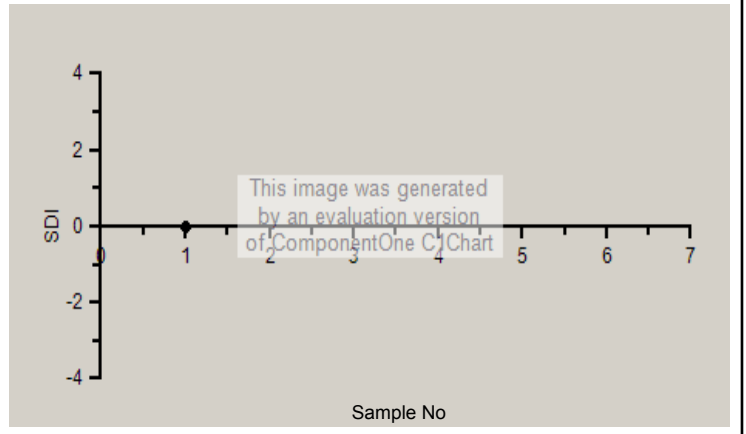 4
2
SDI
0
-2
-4
0 1 2 3 4 5 6 7
This image was generated
by an evaluation version
of ComponentOne C1Chart
Sample No